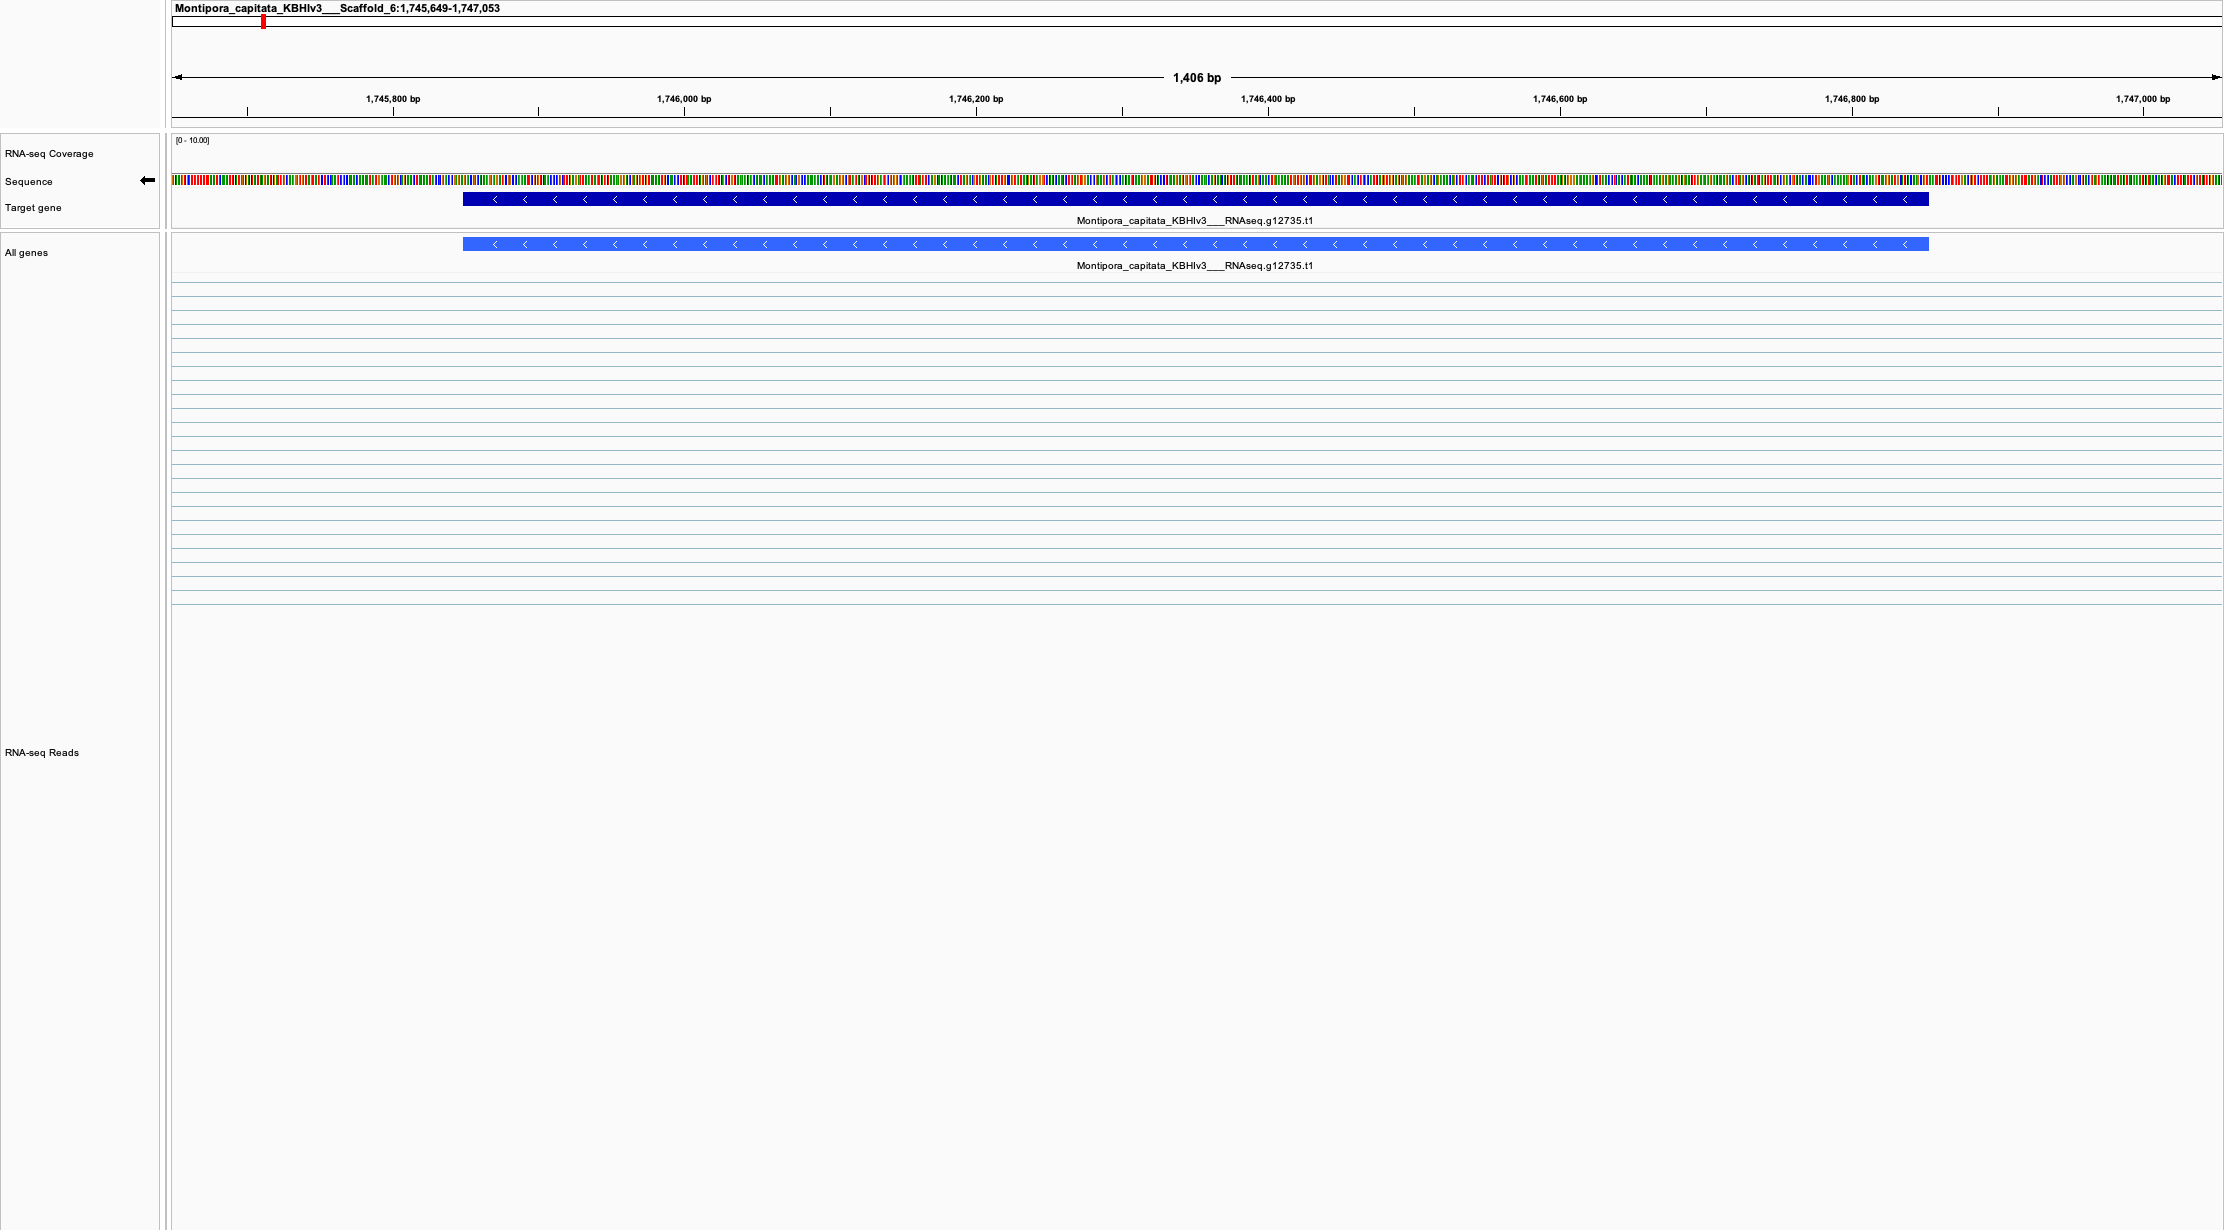 Montipora_capitata_KBHIv3___Scaffold_6:1,745,649-1,747,053
1,406 bp
1,745,800 bp 1,746,000 bp 1,746,200 bp 1,746,400 bp 1,746,600 bp 1,746,800 bp 1,747,000 bp
[0 - 10.00]
RNA-seq Coverage
Sequence
Target gene
Montipora_capitata_KBHIv3___RNAseq.g12735.t1
All genes
Montipora_capitata_KBHIv3___RNAseq.g12735.t1
RNA-seq Reads